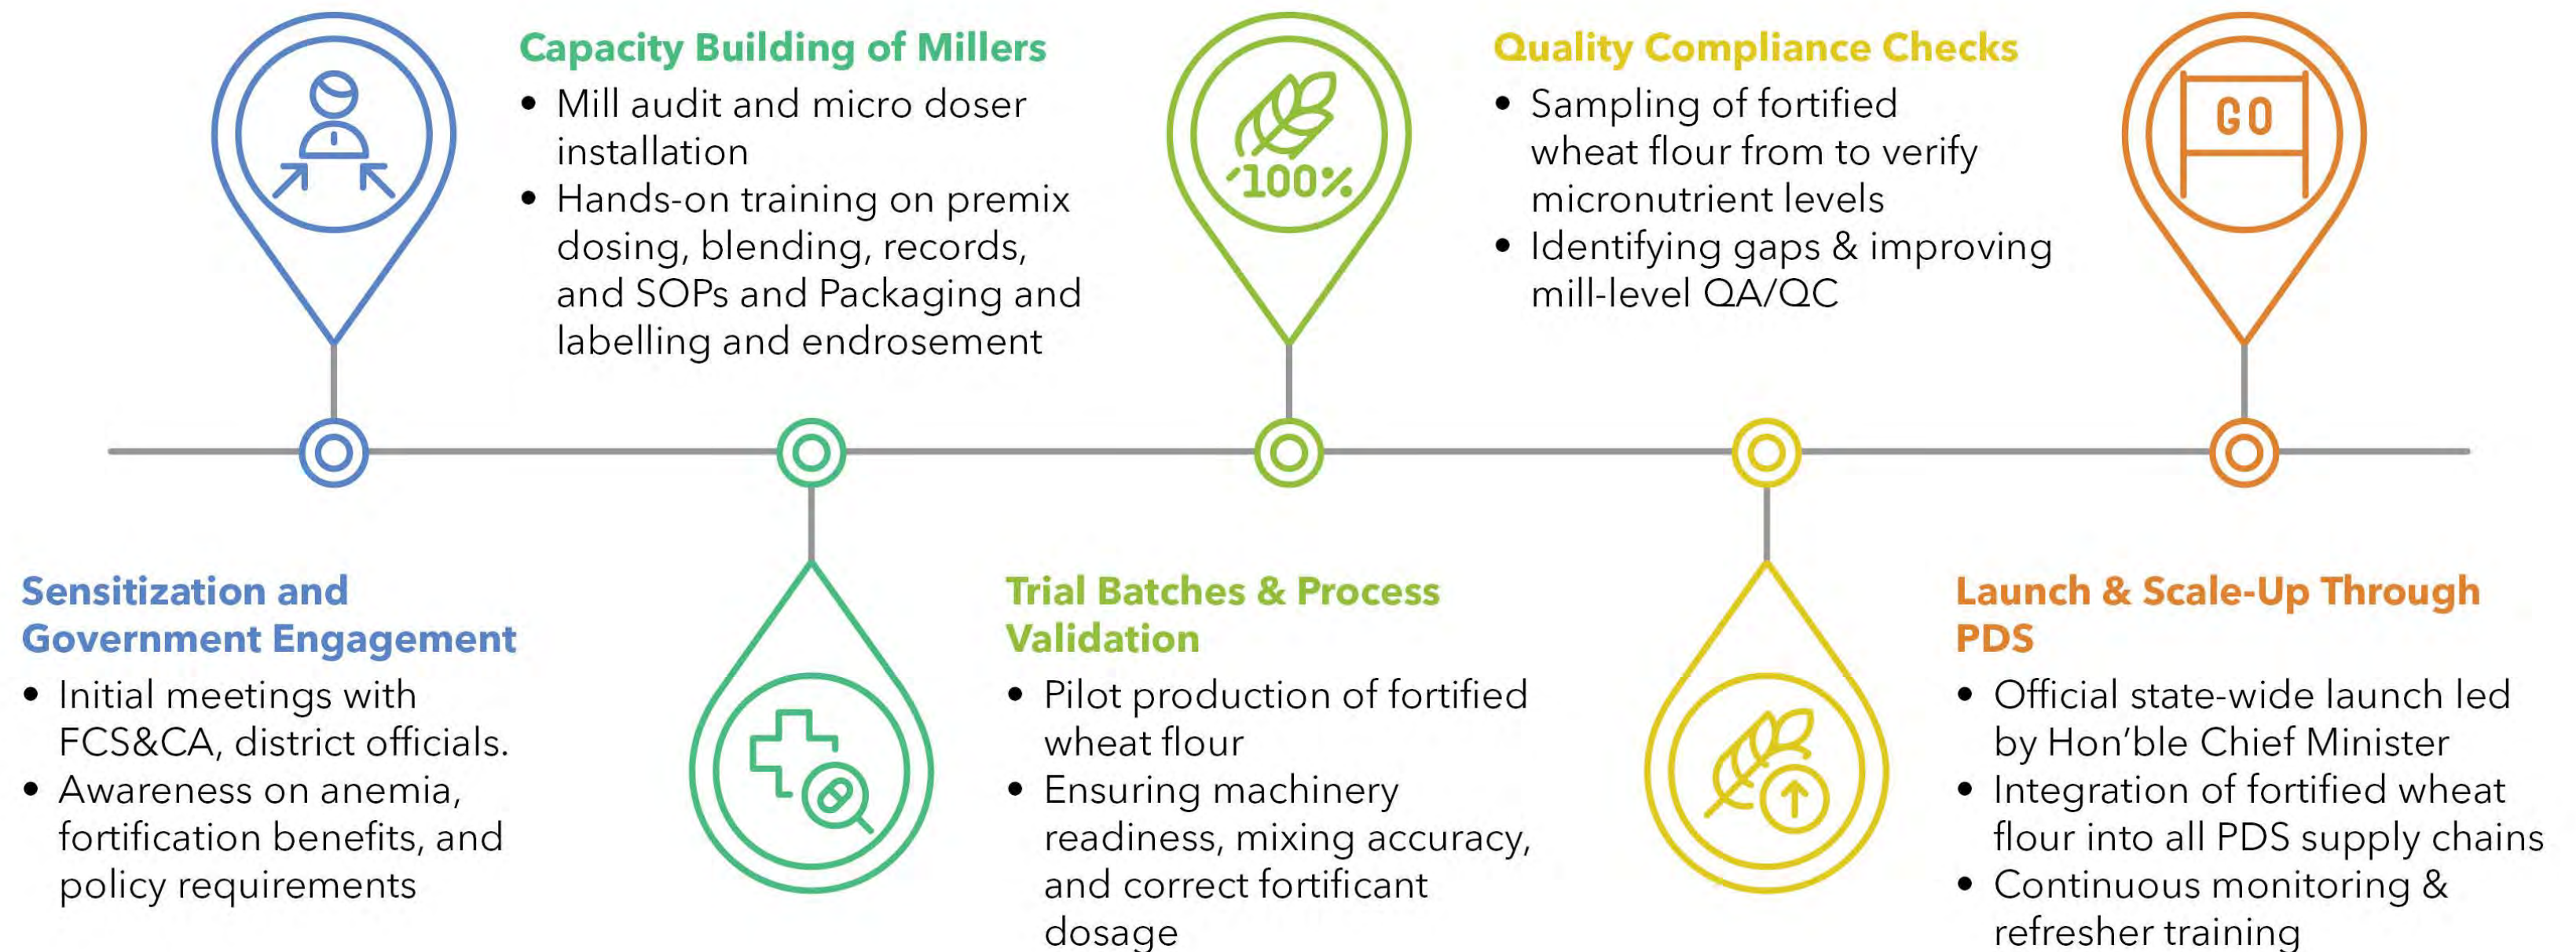 Sensitization and
Government Engagement
• Initial meetings with
FCS&CA, district officials.
• Awareness on anemia,
fortification benefits, and
policy requirements
Capacity Building of Millers
• Mill audit and micro doser
installation
• Hands-on training on premix
dosing, blending, records,
and SOPs and Packaging and
labelling and endrosement
100%
Trial Batches & Process
Validation
• Pilot production of fortified
wheat flour
• Ensuring machinery
readiness, mixing accuracy,
and correct fortificant
dosage
Quality Compliance Checks
• Sampling of fortified
wheat flour from to verify
micronutrient levels
• Identifying gaps & improving
mill-level QA/QC
GO
Launch & Scale-Up Through
PDS
• Official state-wide launch led
by Hon’ble Chief Minister
• Integration of fortified wheat
flour into all PDS supply chains
• Continuous monitoring &
refresher training